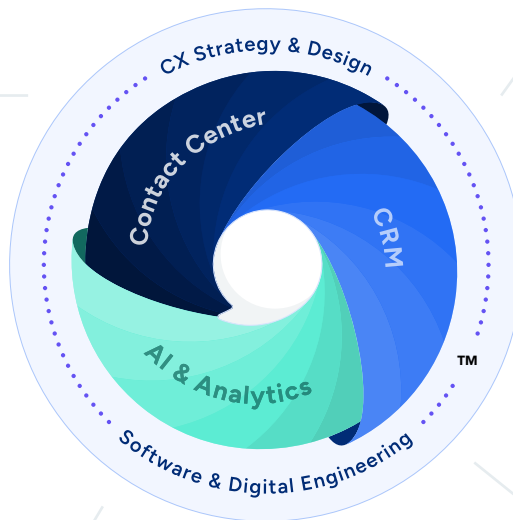 CX Strategy & Design
Contact Center
CRM
AI & Analytics
TM
Software & Digital Engineering